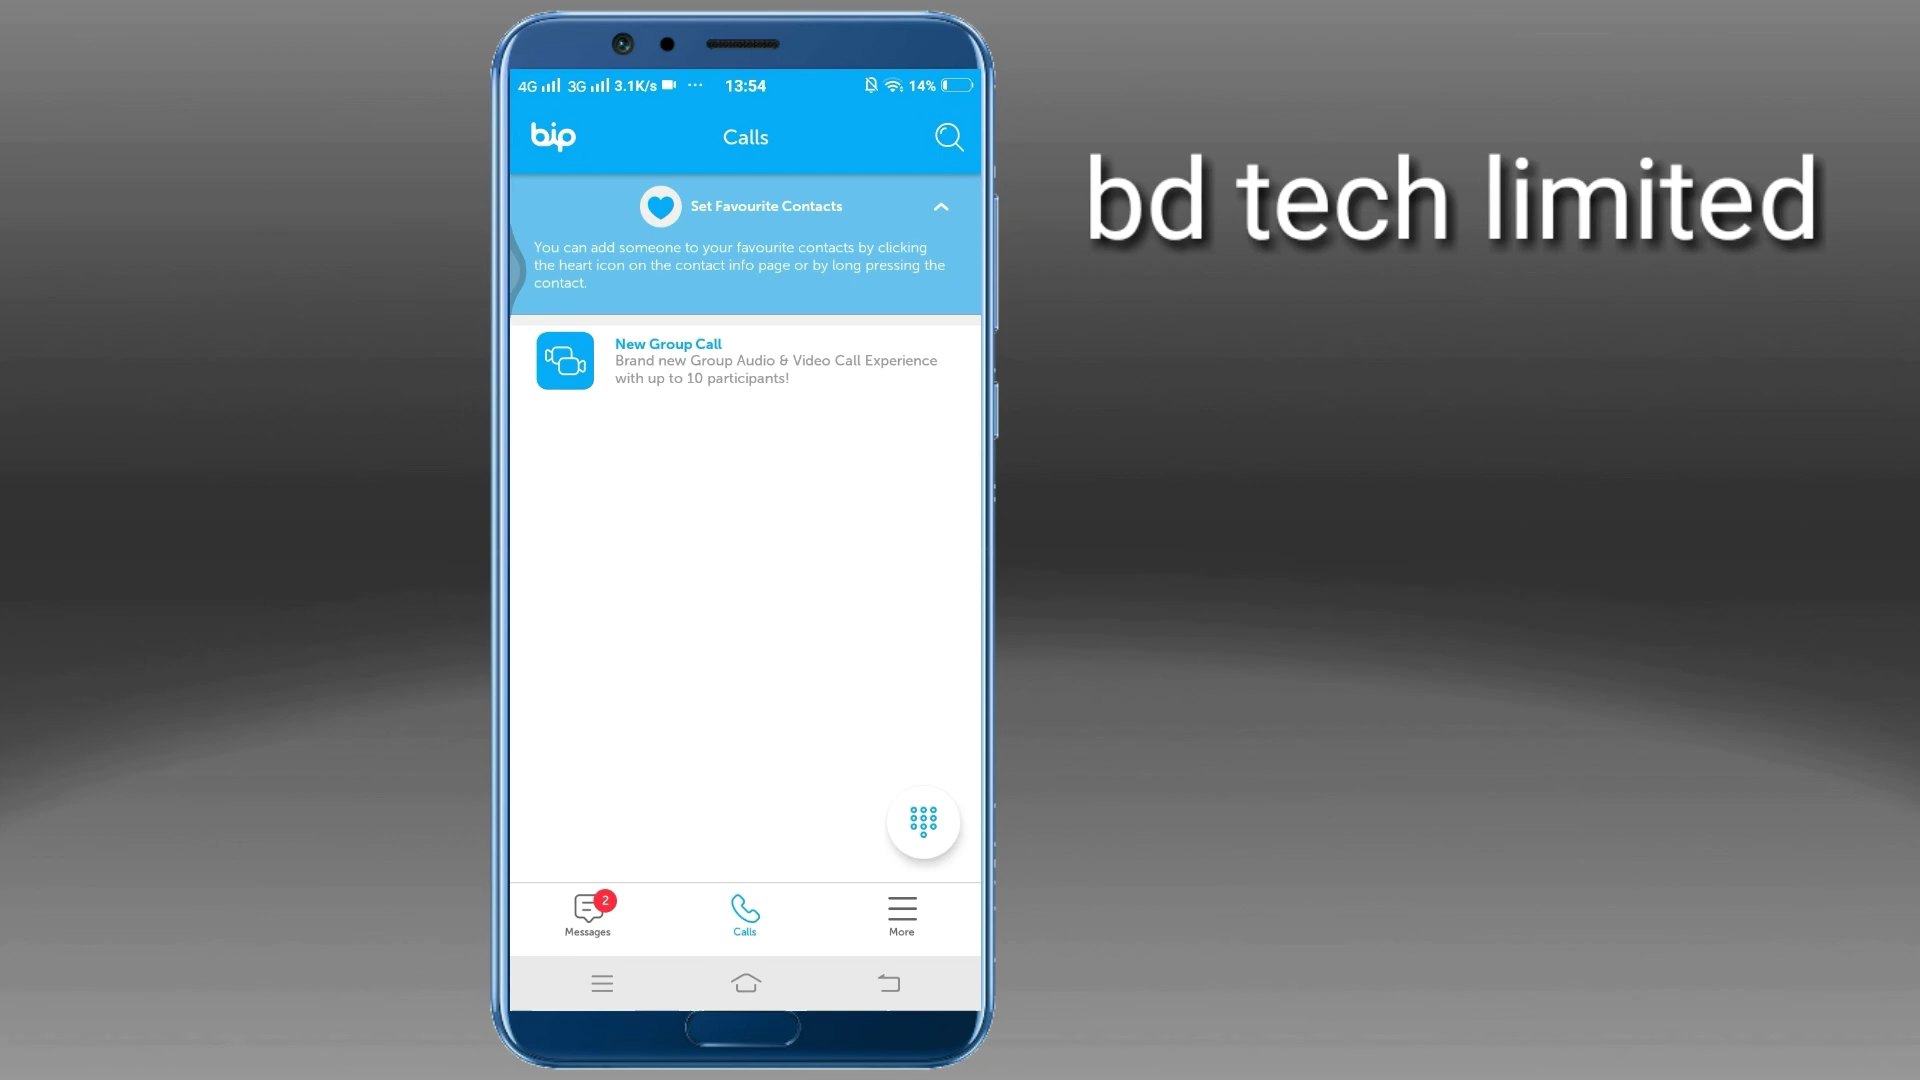 4G 3G 3.1K/s ... 13:54 14%
bip Calls
bd tech limited
Set Favourite Contacts
You can add someone to your favourite contacts by clicking
the heart icon on the contact info page or by long pressing the
contact.
New Group Call
Brand new Group Audio & Video Call Experience
with up to 10 participants!
2
Messages Calls More